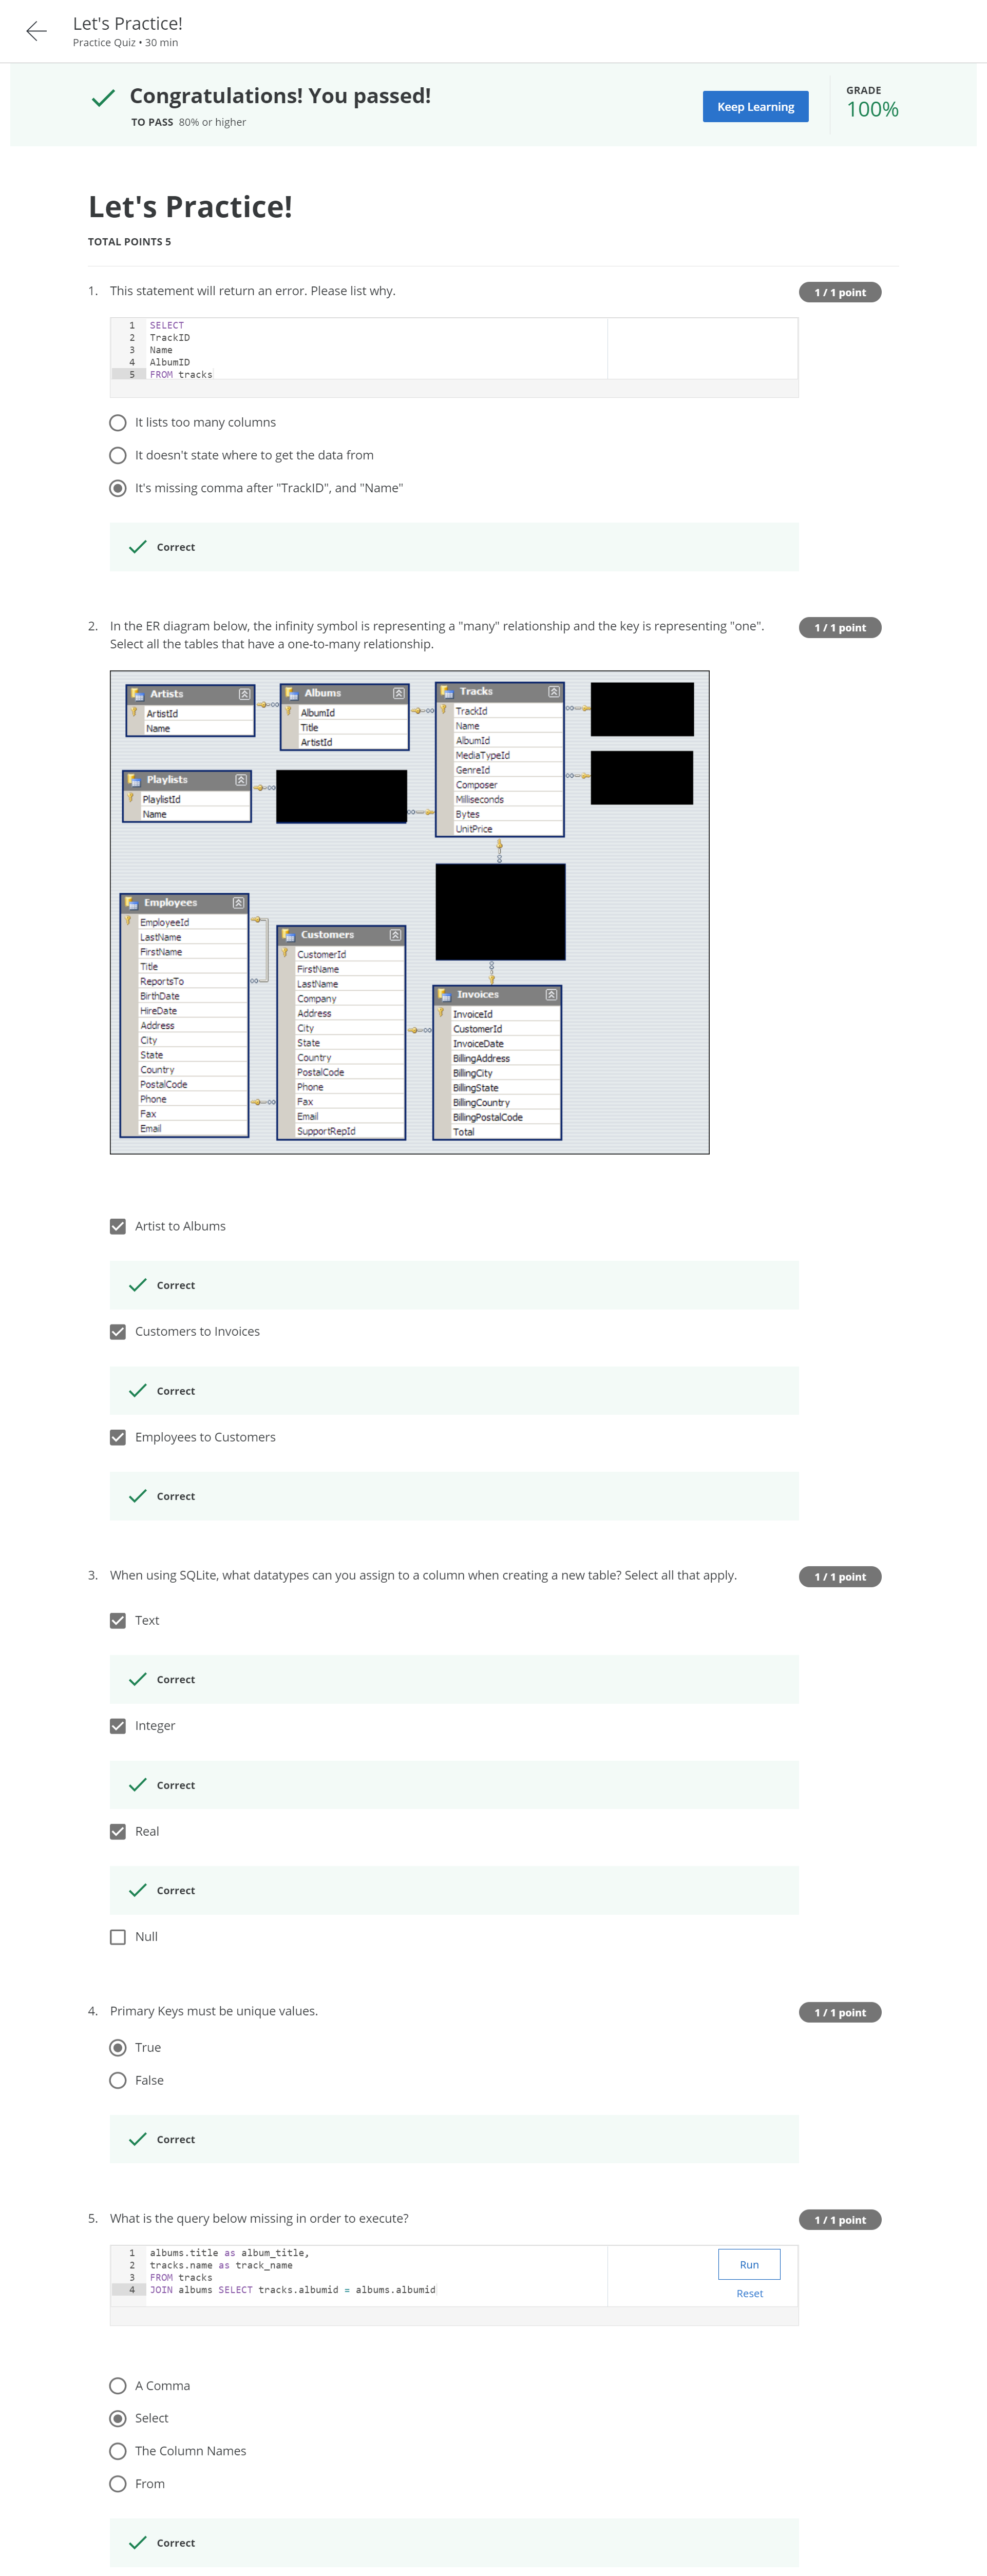 Let's Practice!
Practice Quiz • 30 min
Congratulations! You passed!
TO PASS 80% or higher
Keep Learning
GRADE
100%
Let's Practice!
TOTAL POINTS 5
1. This statement will return an error. Please list why.
1 / 1 point
1 SELECT
2 TrackID
3 Name
4 AlbumID
5 FROM tracks
It lists too many columns
It doesn't state where to get the data from
It's missing comma after "TrackID", and "Name"
Correct
2. In the ER diagram below, the infinity symbol is representing a "many" relationship and the key is representing "one".
Select all the tables that have a one-to-many relationship.
1 / 1 point
Artists
ArtistId
Name
Albums
AlbumId
Title
ArtistId
Tracks
TrackId
Name
AlbumId
MediaTypeId
GenreId
Composer
Milliseconds
Bytes
UnitPrice
Playlists
PlaylistId
Name
Employees
EmployeeId
LastName
FirstName
Title
ReportsTo
BirthDate
HireDate
Address
City
State
Country
PostalCode
Phone
Fax
Email
Customers
CustomerId
FirstName
LastName
Company
Address
City
State
Country
PostalCode
Phone
Fax
Email
SupportRepId
Invoices
InvoiceId
CustomerId
InvoiceDate
BillingAddress
BillingCity
BillingState
BillingCountry
BillingPostalCode
Total
Artist to Albums
Correct
Customers to Invoices
Correct
Employees to Customers
Correct
3. When using SQLite, what datatypes can you assign to a column when creating a new table? Select all that apply.
1 / 1 point
Text
Correct
Integer
Correct
Real
Correct
Null
4. Primary Keys must be unique values.
1 / 1 point
True
False
Correct
5. What is the query below missing in order to execute?
1 / 1 point
1 albums.title as album_title,
2 tracks.name as track_name
3 FROM tracks
4 JOIN albums SELECT tracks.albumid = albums.albumid
Run
Reset
A Comma
Select
The Column Names
From
Correct